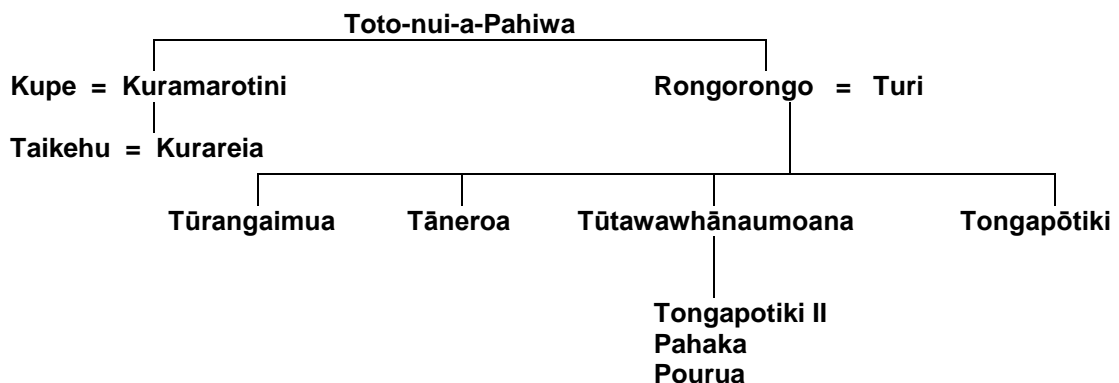 Toto-nui-a-Pahiwa
Kupe = Kuramarotini Rongorongo = Turi
Taikehu = Kurareia
Tūrangaimua Tāneroa Tūtawawhānaumoana Tongapōtiki
Tongapotiki II
Pahaka
Pourua